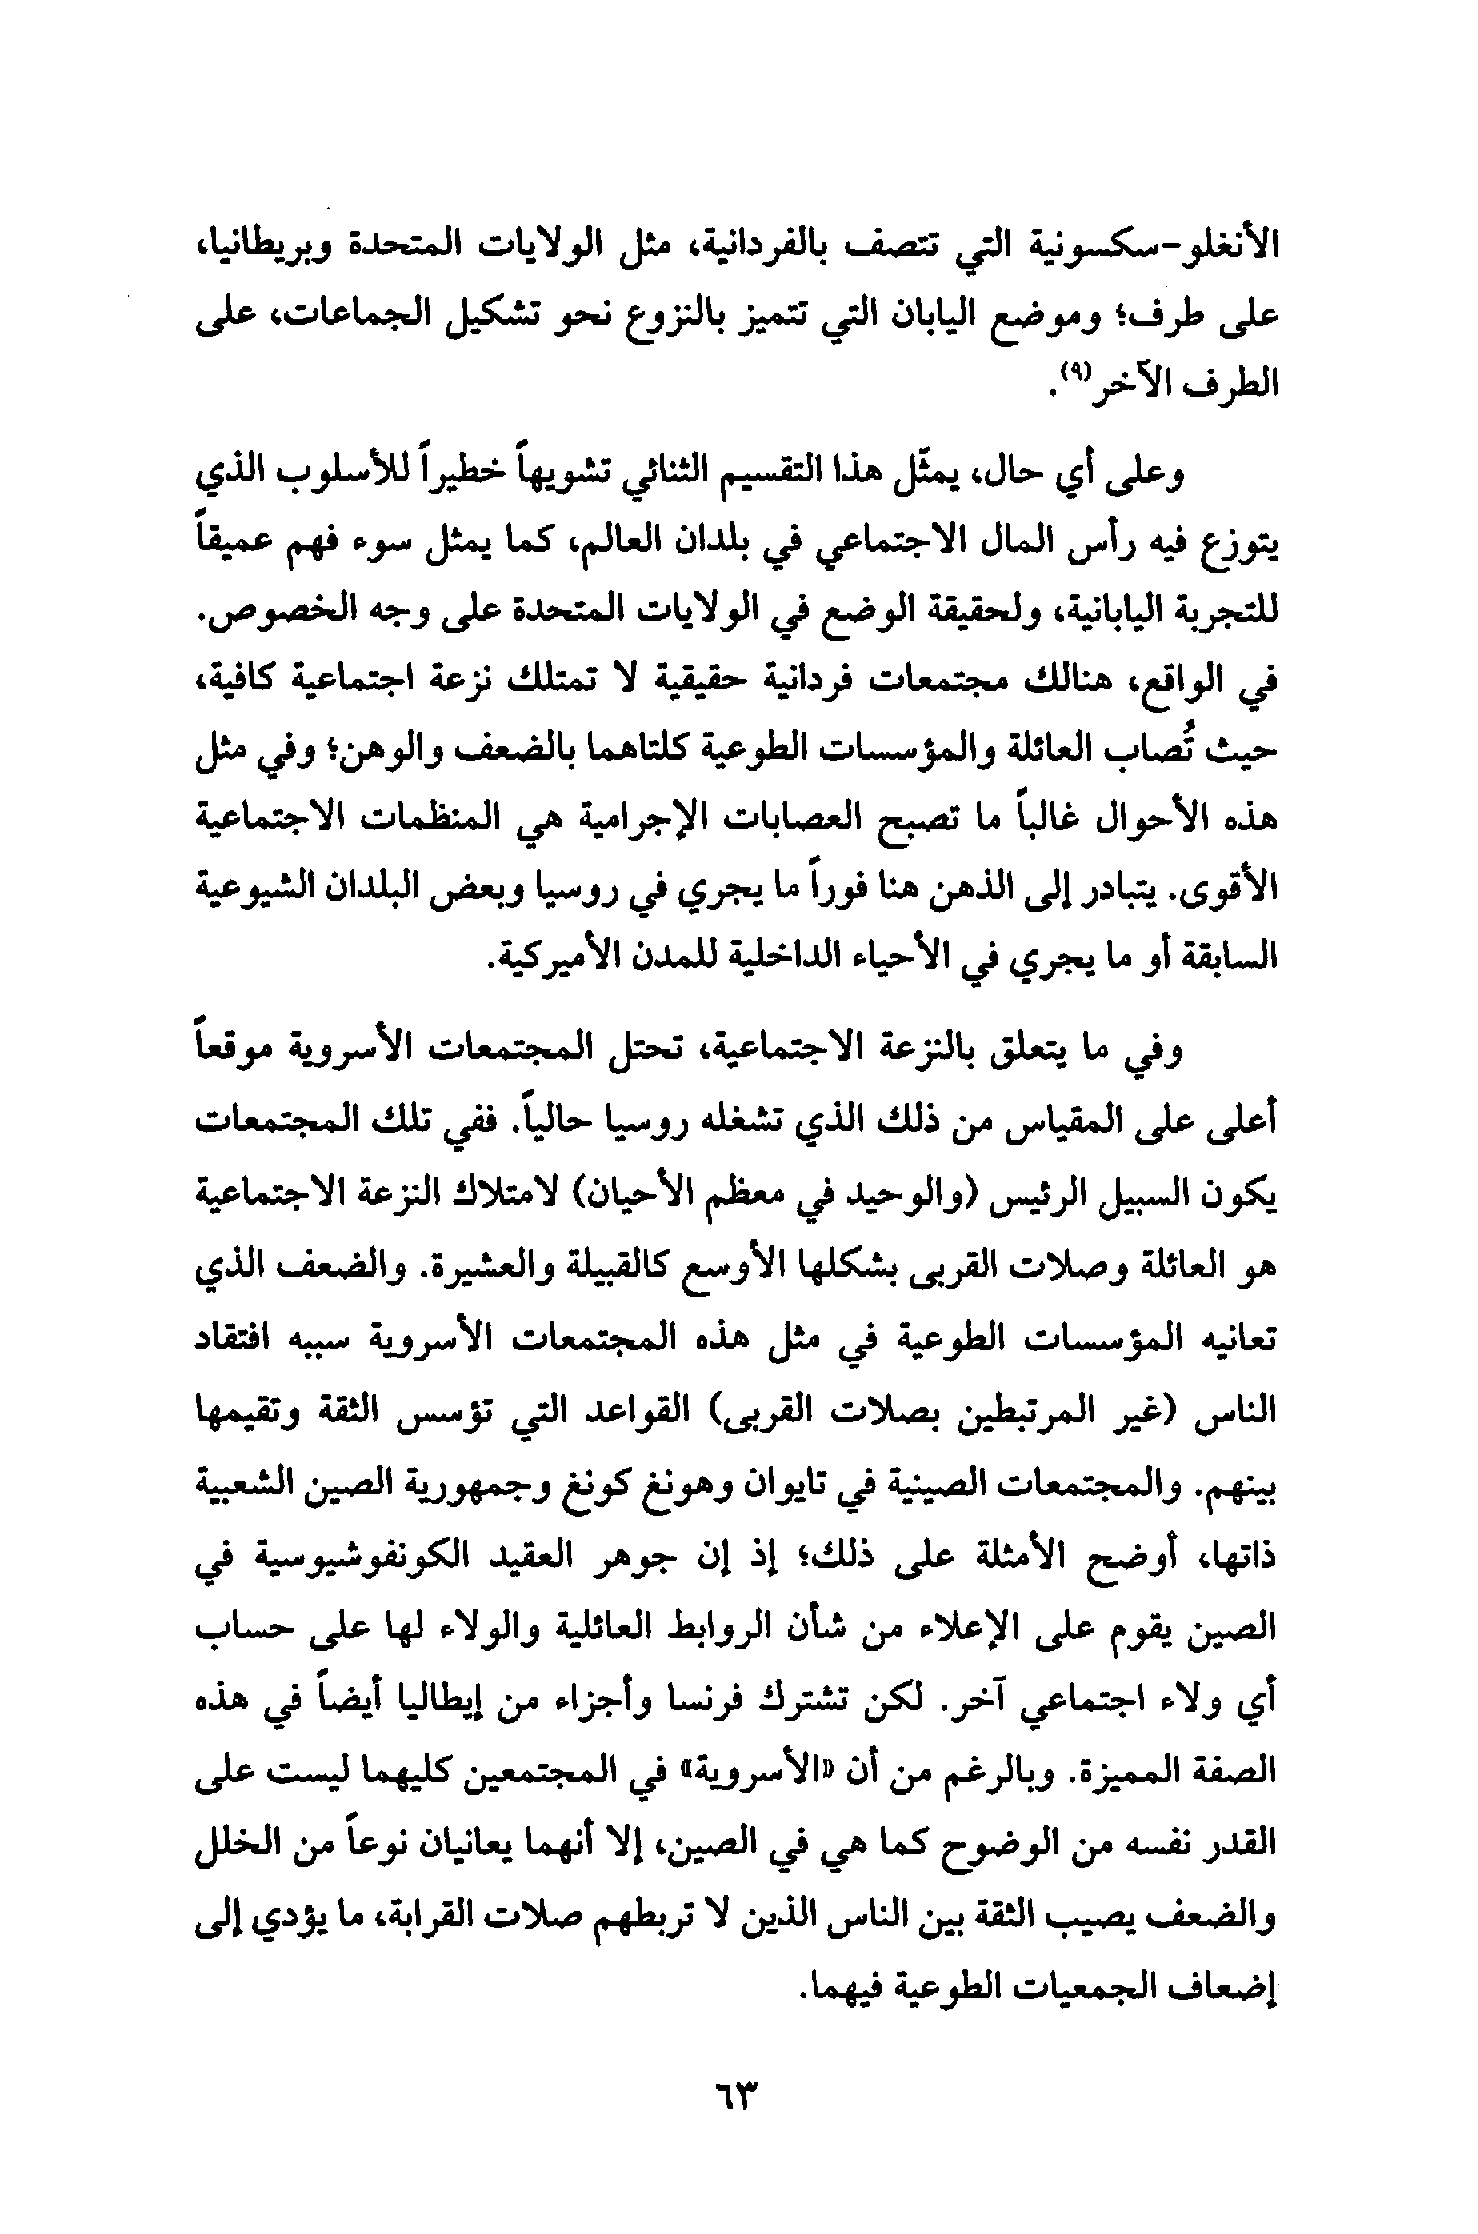 الأنغلو-سكسونية التي تتصف بالفردانية، مثل الولايات المتحدة وبريطانيا،
على طرف؛ وموضع اليابان التي تتميز بالنزوع نحو تشكيل الجماعات، على
الطرف الآخر(٩).
وعلى أي حال، يمثّل هذا التقسيم الثنائي تشويهاً خطيراً للأسلوب الذي
يتوزع فيه رأس المال الاجتماعي في بلدان العالم، كما يمثل سوء فهم عميقاً
للتجربة اليابانية، ولحقيقة الوضع في الولايات المتحدة على وجه الخصوص.
في الواقع، هنالك مجتمعات فردانية حقيقية لا تمتلك نزعة اجتماعية كافية،
حيث تُصاب العائلة والمؤسسات الطوعية كلتاهما بالضعف والوهن؛ وفي مثل
هذه الأحوال غالباً ما تصبح العصابات الإجرامية هي المنظمات الاجتماعية
الأقوى. يتبادر إلى الذهن هنا فوراً ما يجري في روسيا وبعض البلدان الشيوعية
السابقة أو ما يجري في الأحياء الداخلية للمدن الأميركية.
وفي ما يتعلق بالنزعة الاجتماعية، تحتل المجتمعات الأسروية موقعاً
أعلى على المقياس من ذلك الذي تشغله روسيا حالياً. ففي تلك المجتمعات
يكون السبيل الرئيس (والوحيد في معظم الأحيان) لامتلاك النزعة الاجتماعية
هو العائلة وصلات القربى بشكلها الأوسع كالقبيلة والعشيرة. والضعف الذي
تعانيه المؤسسات الطوعية في مثل هذه المجتمعات الأسروية سببه افتقاد
الناس (غير المرتبطين بصلات القربى) القواعد التي تؤسس الثقة وتقيمها
بينهم. والمجتمعات الصينية في تايوان وهونغ كونغ وجمهورية الصين الشعبية
ذاتها، أوضح الأمثلة على ذلك؛ إذ إن جوهر العقيد الكونفوشيوسية في
الصين يقوم على الإعلاء من شأن الروابط العائلية والولاء لها على حساب
أي ولاء اجتماعي آخر. لكن تشترك فرنسا وأجزاء من إيطاليا أيضاً في هذه
الصفة المميزة. وبالرغم من أن «الأسروية» في المجتمعين كليهما ليست على
القدر نفسه من الوضوح كما هي في الصين، إلا أنهما يعانيان نوعاً من الخلل
والضعف يصيب الثقة بين الناس الذين لا تربطهم صلات القرابة، ما يؤدي إلى
إضعاف الجمعيات الطوعية فيهما.
٦٣